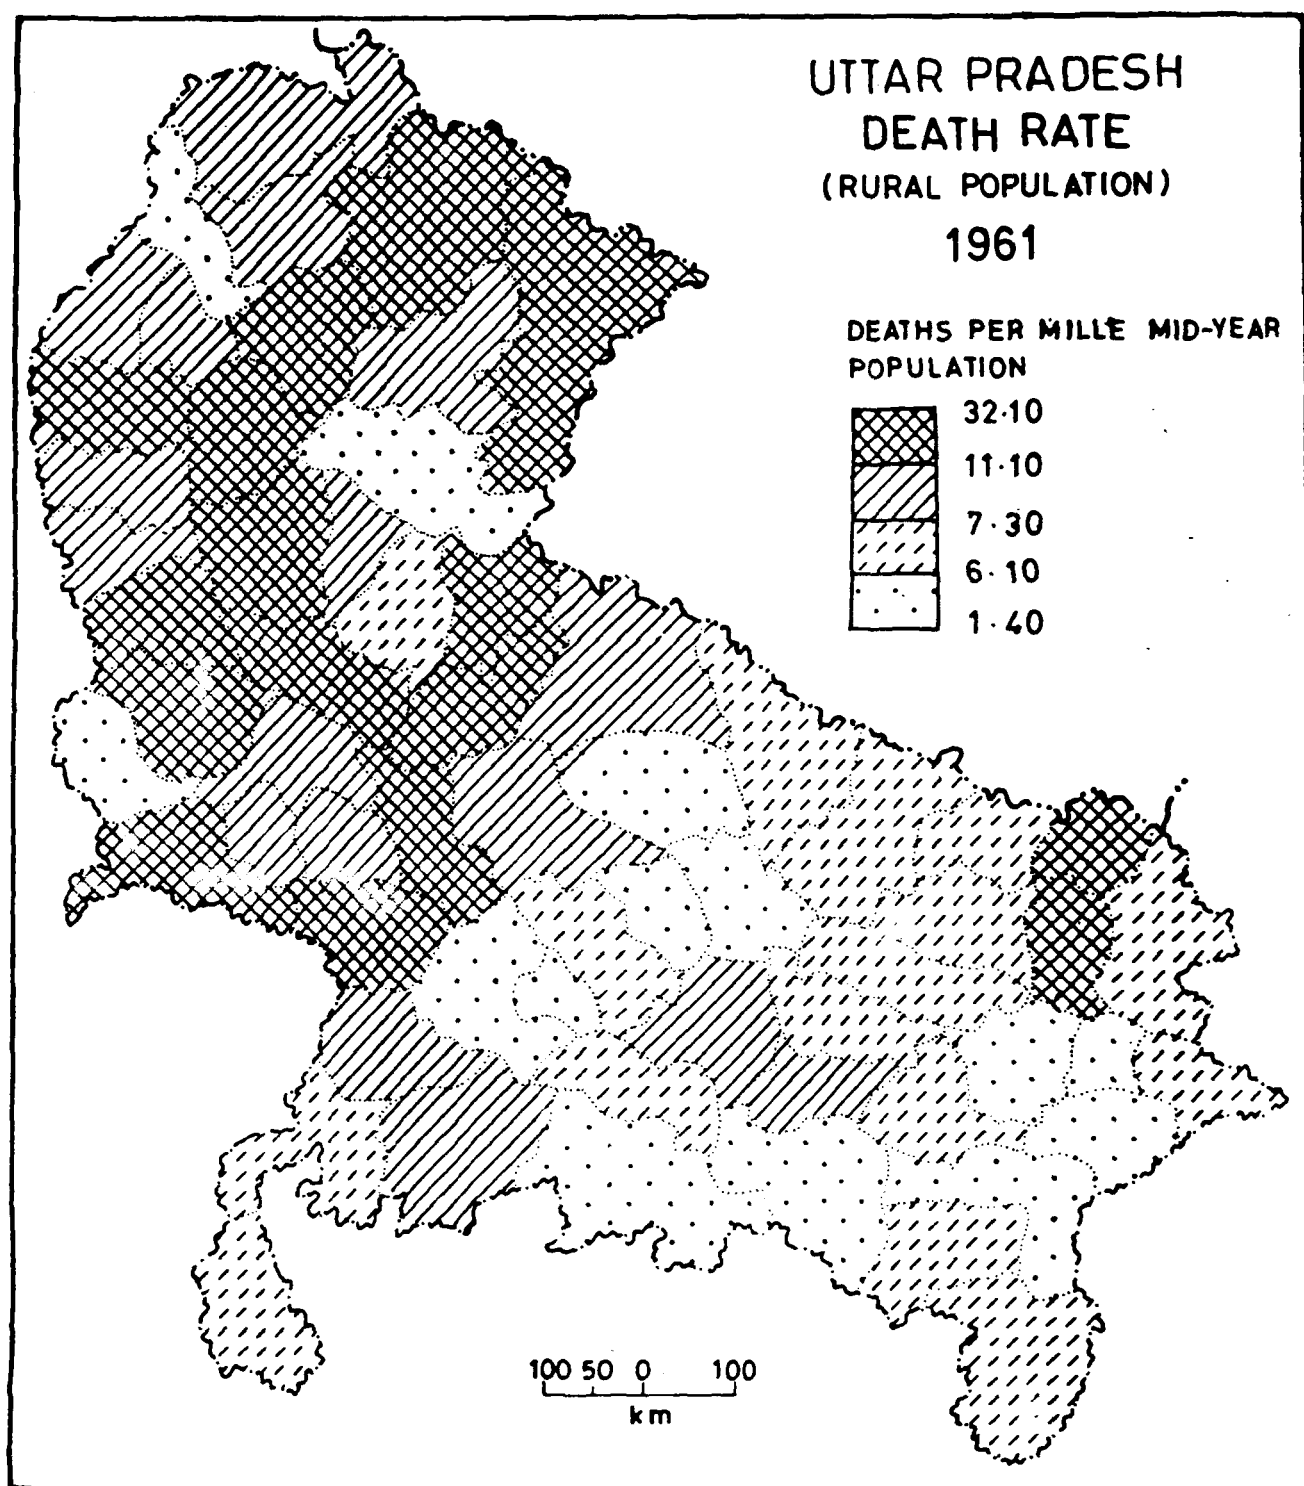 UTTAR PRADESH
DEATH RATE
(RURAL POPULATION)
1961
DEATHS PER MILLE MID-YEAR
POPULATION
32·10
11·10
7·30
6·10
1·40
100 50 0 100
km